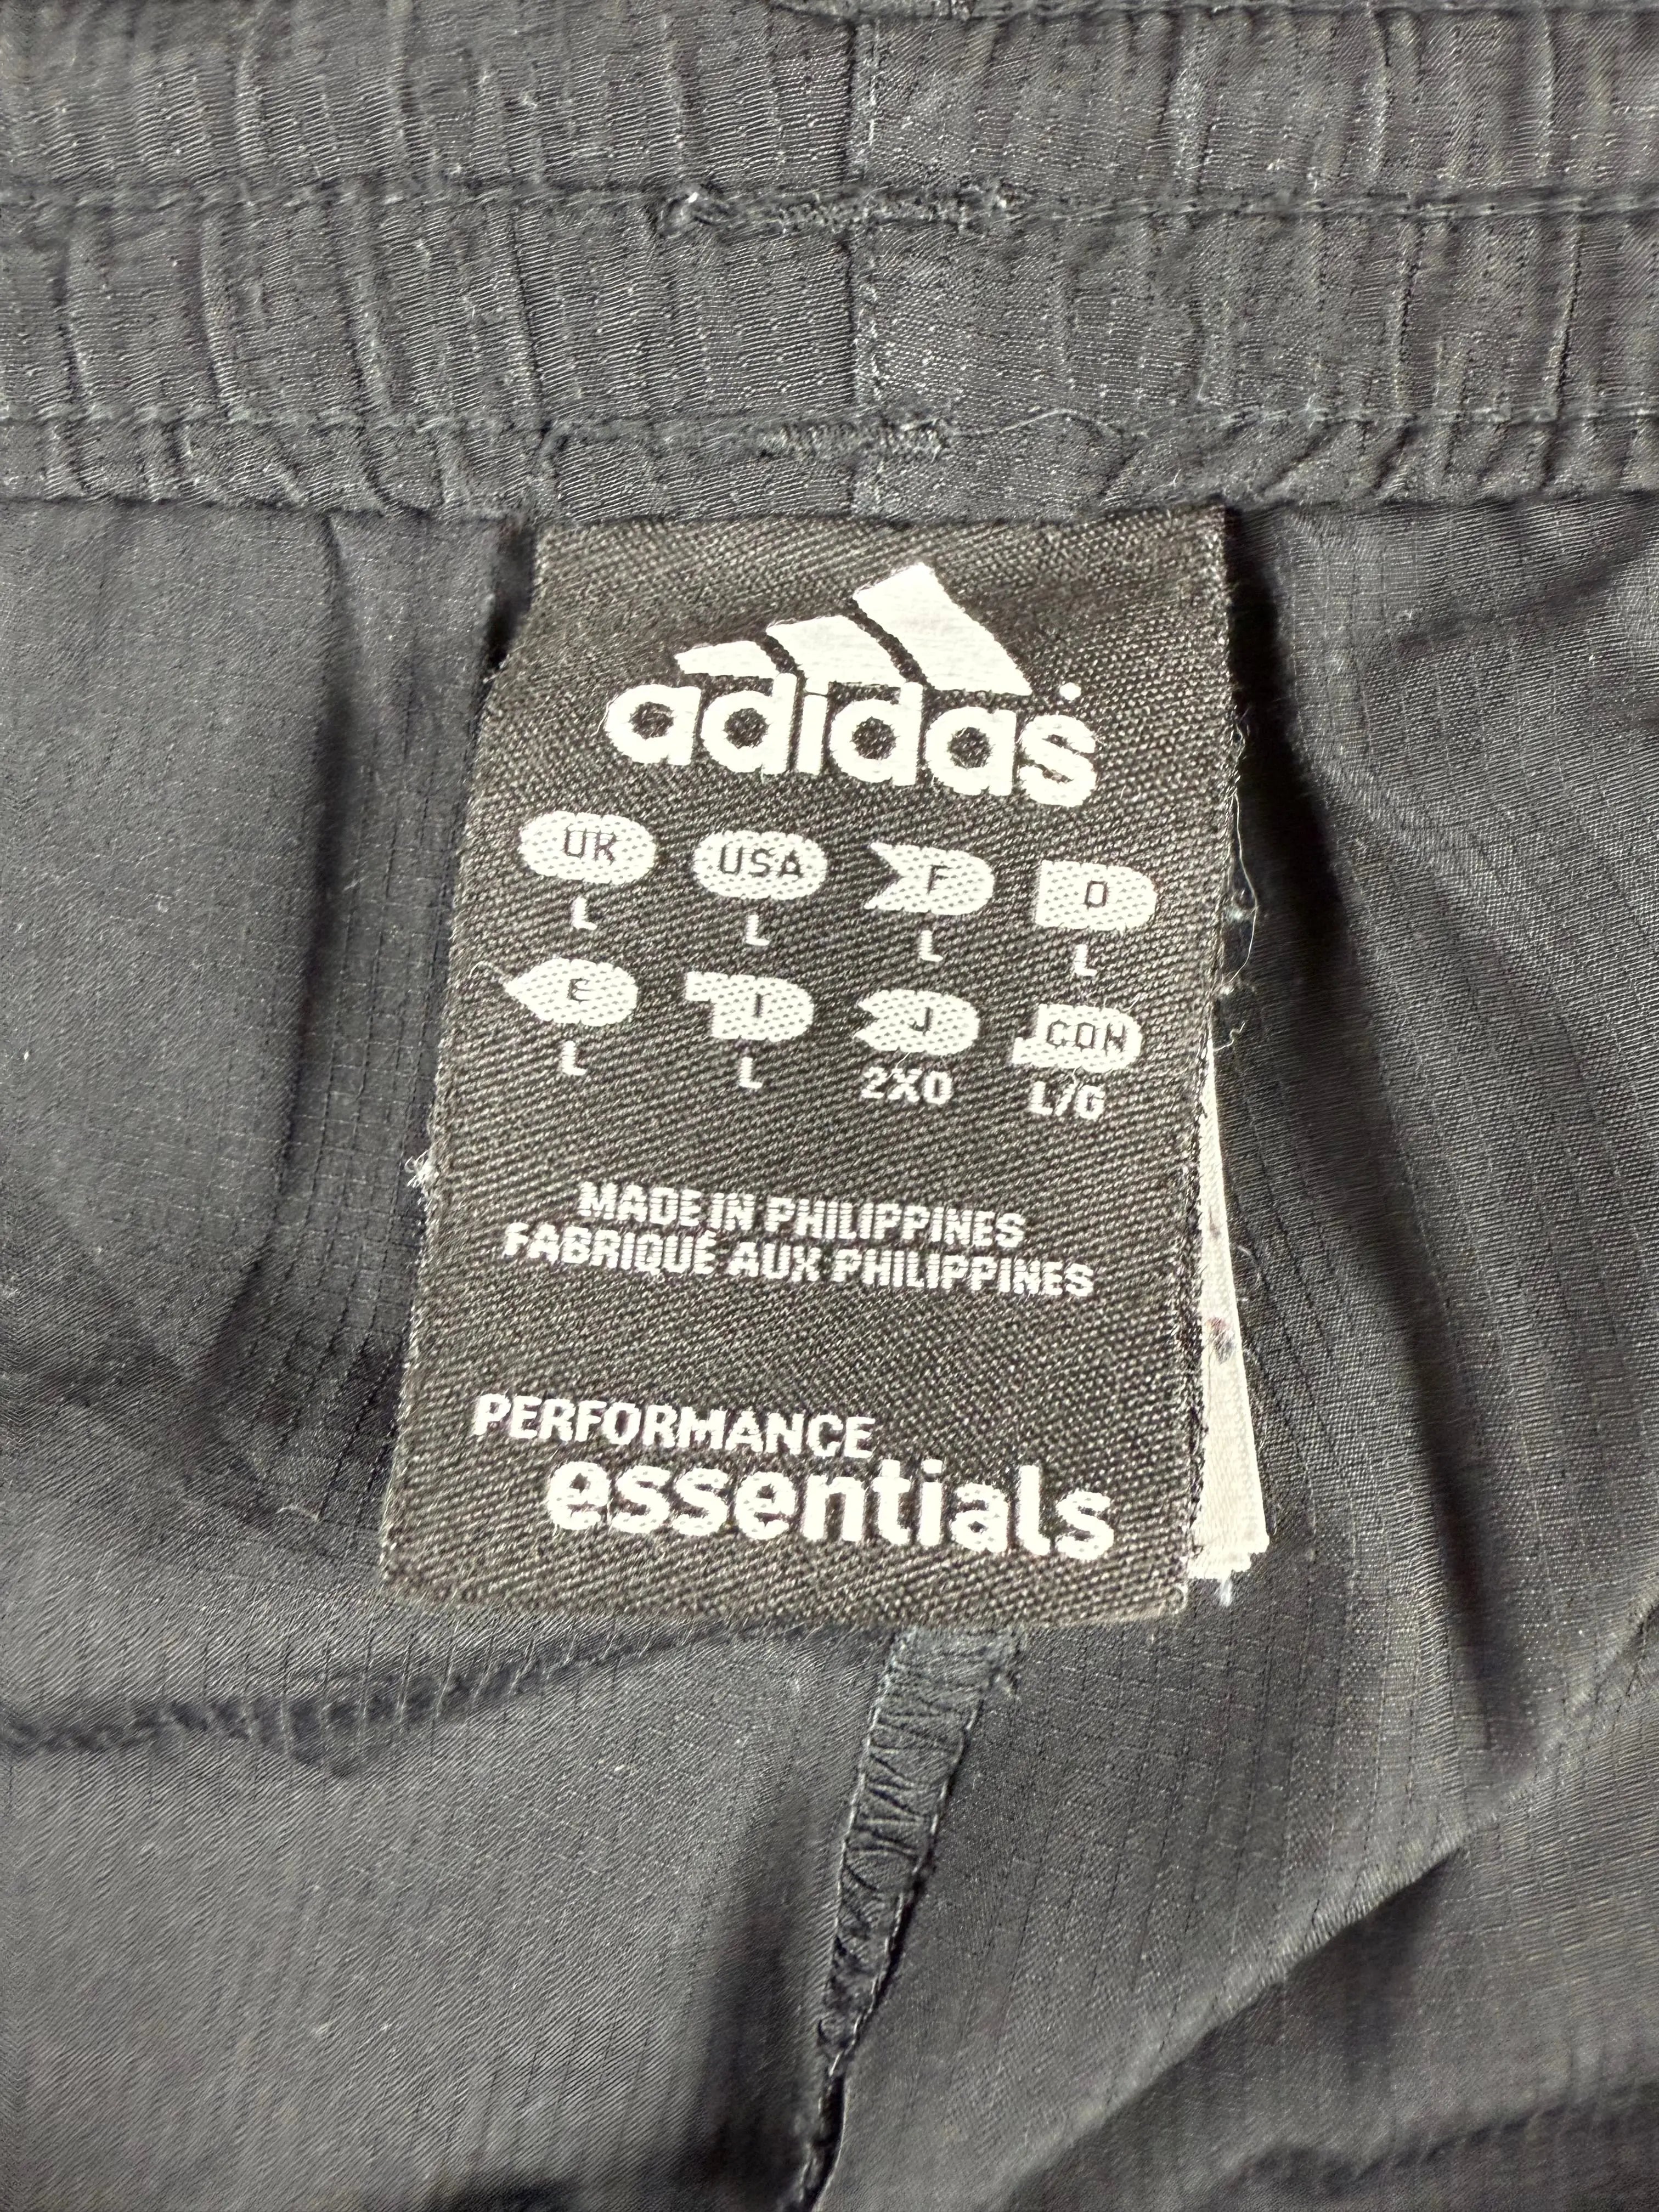 adidas
UK USA F D
L L L L
E I J CDN
L L 2XO L/G
MADE IN PHILIPPINES
FABRIQUÉ AUX PHILIPPINES
PERFORMANCE
essentials